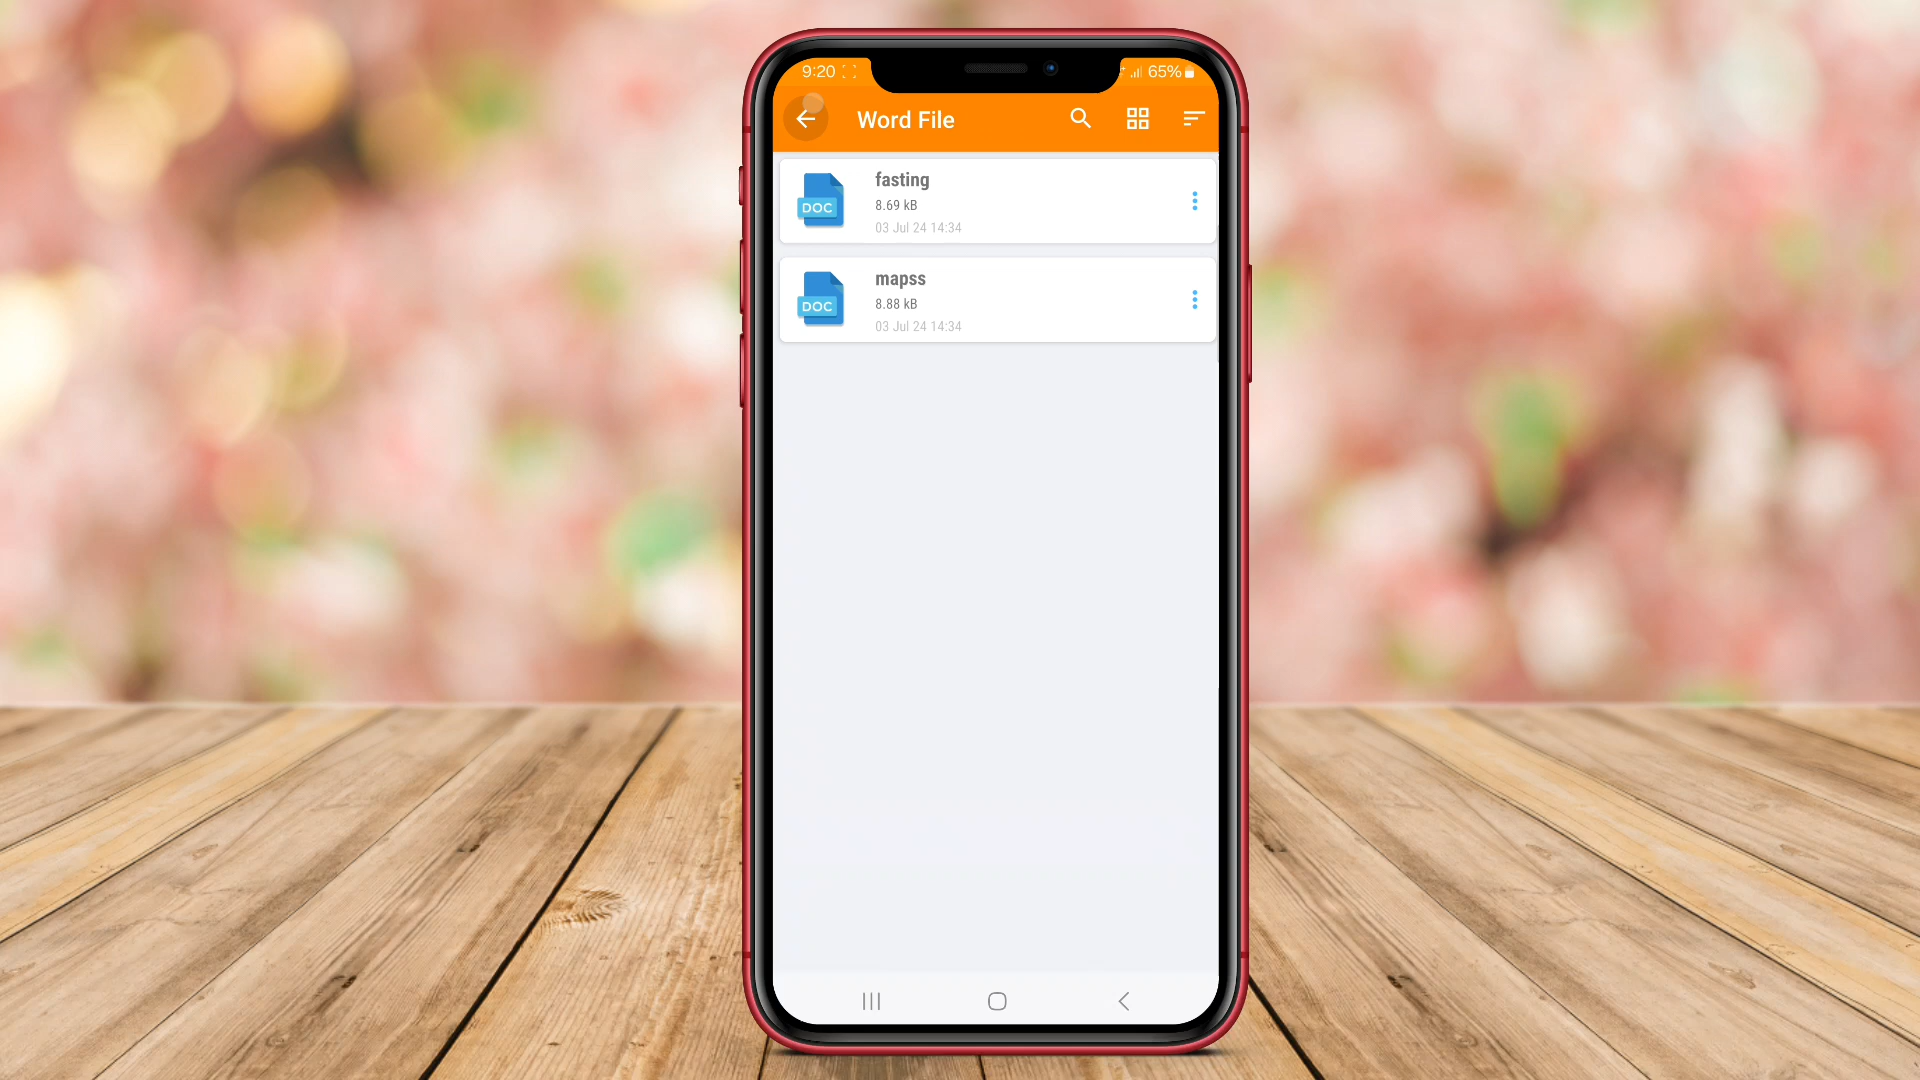 9:20
65%
Word File
DOC
fasting
8.69 kB
03 Jul 24 14:34
DOC
mapss
8.88 kB
03 Jul 24 14:34